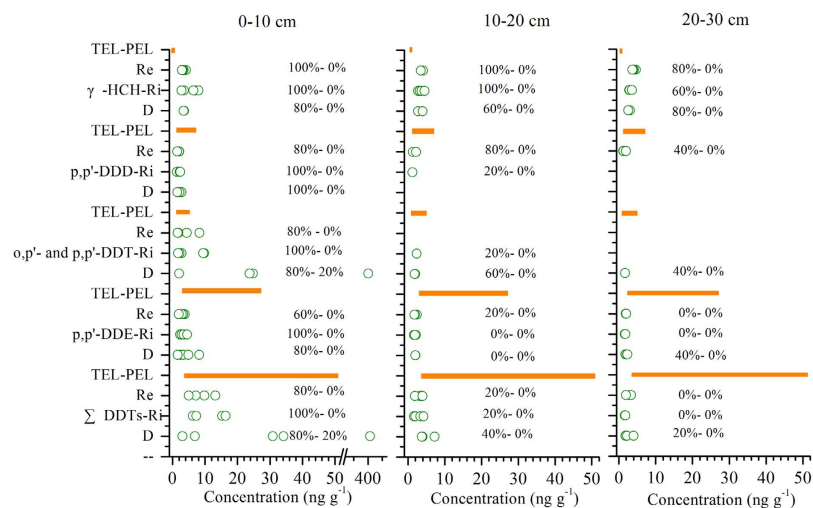 0-10 cm 10-20 cm 20-30 cm
TEL-PEL
Re 100%- 0% 100%- 0% 80%- 0%
γ -HCH-Ri 100%- 0% 100%- 0% 60%- 0%
D 80%- 0% 60%- 0% 80%- 0%
TEL-PEL
Re 80%- 0% 80%- 0% 40%- 0%
p,p'-DDD-Ri 100%- 0% 20%- 0%
D 100%- 0%
TEL-PEL
Re 80% - 0%
o,p'- and p,p'-DDT-Ri 100%- 0% 20%- 0%
D 80%- 20% 60%- 0% 40%- 0%
TEL-PEL
Re 60%- 0% 20%- 0% 0%- 0%
p,p'-DDE-Ri 100%- 0% 0%- 0% 0%- 0%
D 80%- 0% 0%- 0% 40%- 0%
TEL-PEL
Re 80%- 0% 20%- 0% 0%- 0%
∑ DDTs-Ri 100%- 0% 20%- 0% 0%- 0%
D 80%- 20% 40%- 0% 20%- 0%
--
0 10 20 30 40 50 400 0 10 20 30 40 50 0 10 20 30 40 50
Concentration (ng g⁻¹) Concentration (ng g⁻¹) Concentration (ng g⁻¹)